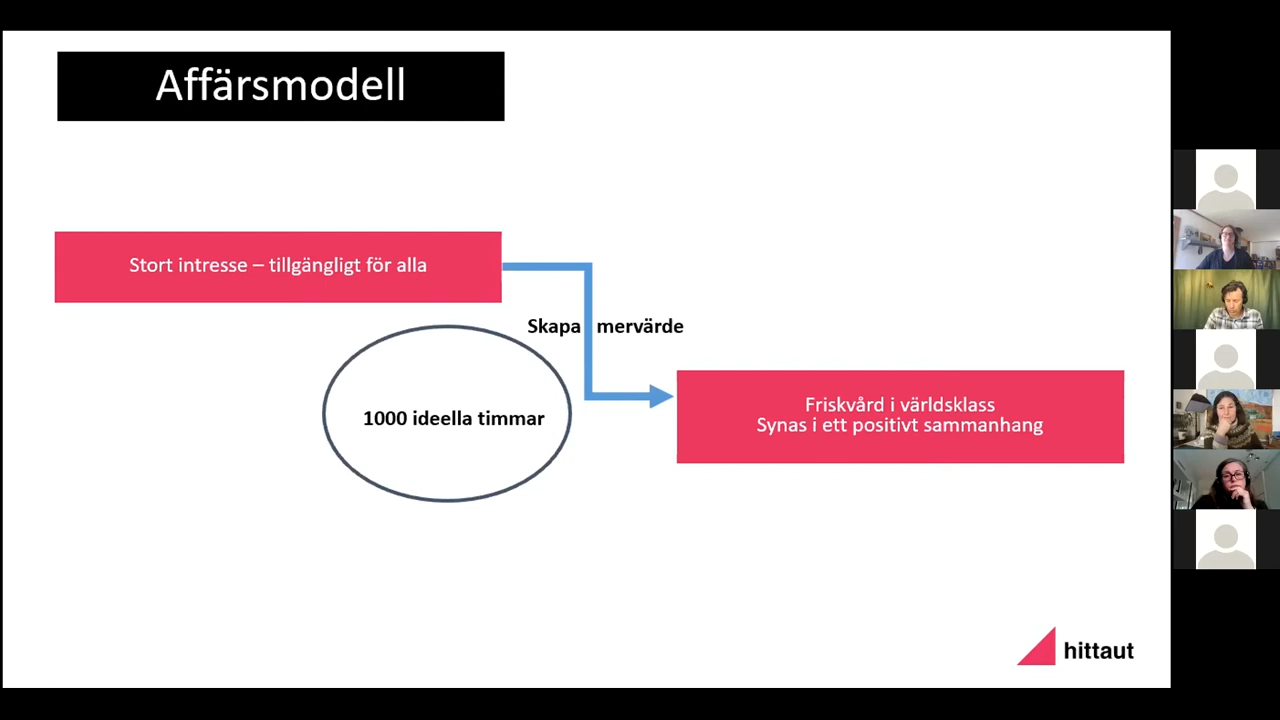 Affärsmodell
Stort intresse – tillgängligt för alla
Skapa mervärde
1000 ideella timmar
Friskvård i världsklass
Synas i ett positivt sammanhang
hittaut